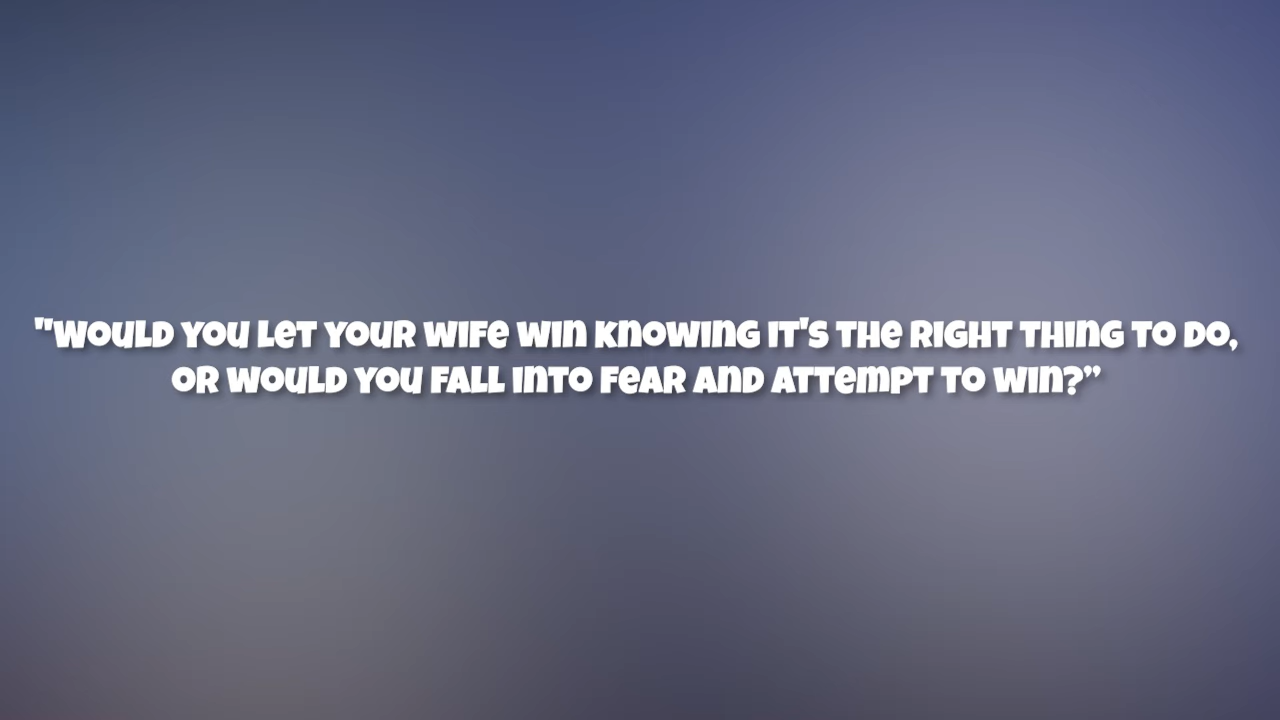 "Would you let your wife win knowing it's the right thing to do,
or would you fall into fear and attempt to win?”